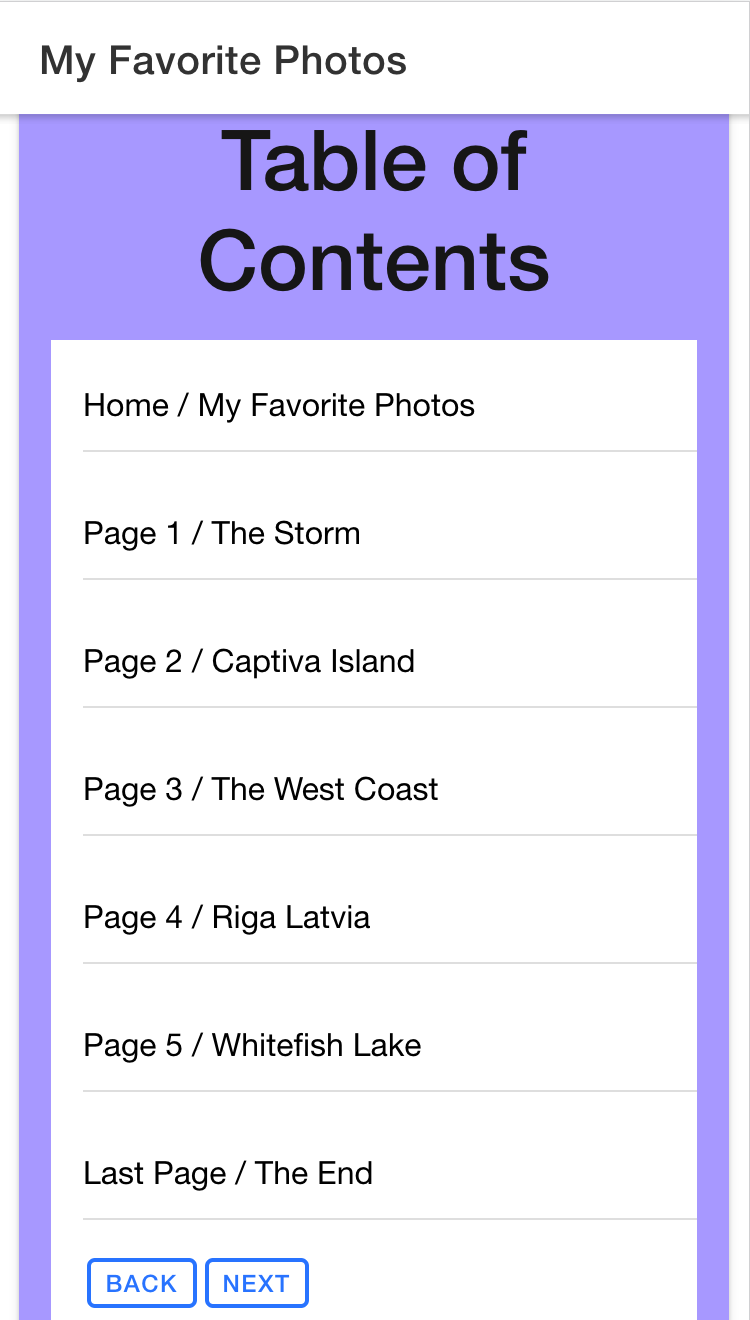 My Favorite Photos
Table of
Contents
Home / My Favorite Photos
Page 1 / The Storm
Page 2 / Captiva Island
Page 3 / The West Coast
Page 4 / Riga Latvia
Page 5 / Whitefish Lake
Last Page / The End
BACK NEXT